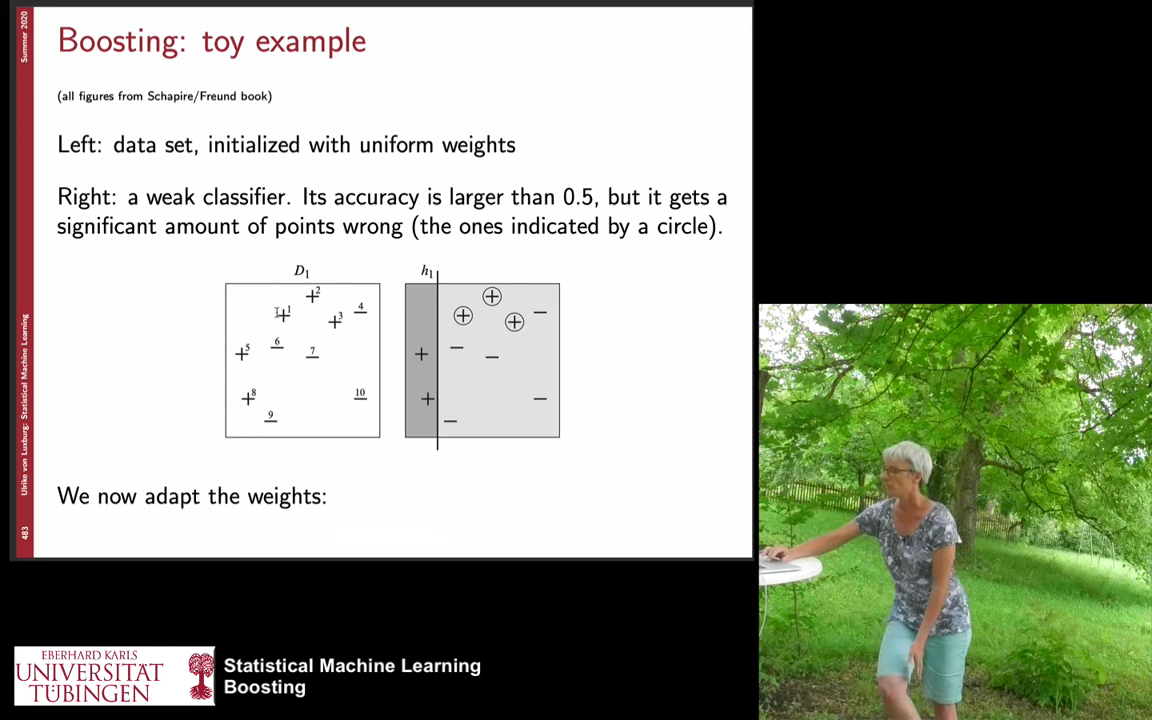 Summer 2020
Boosting: toy example
(all figures from Schapire/Freund book)
Left: data set, initialized with uniform weights
Right: a weak classifier. Its accuracy is larger than 0.5, but it gets a
significant amount of points wrong (the ones indicated by a circle).
D1
h1
2
1
3
4
5
6
7
8
9
10
We now adapt the weights:
Ulrike von Luxburg: Statistical Machine Learning
483
EBERHARD KARLS
UNIVERSITÄT
TÜBINGEN
Statistical Machine Learning
Boosting